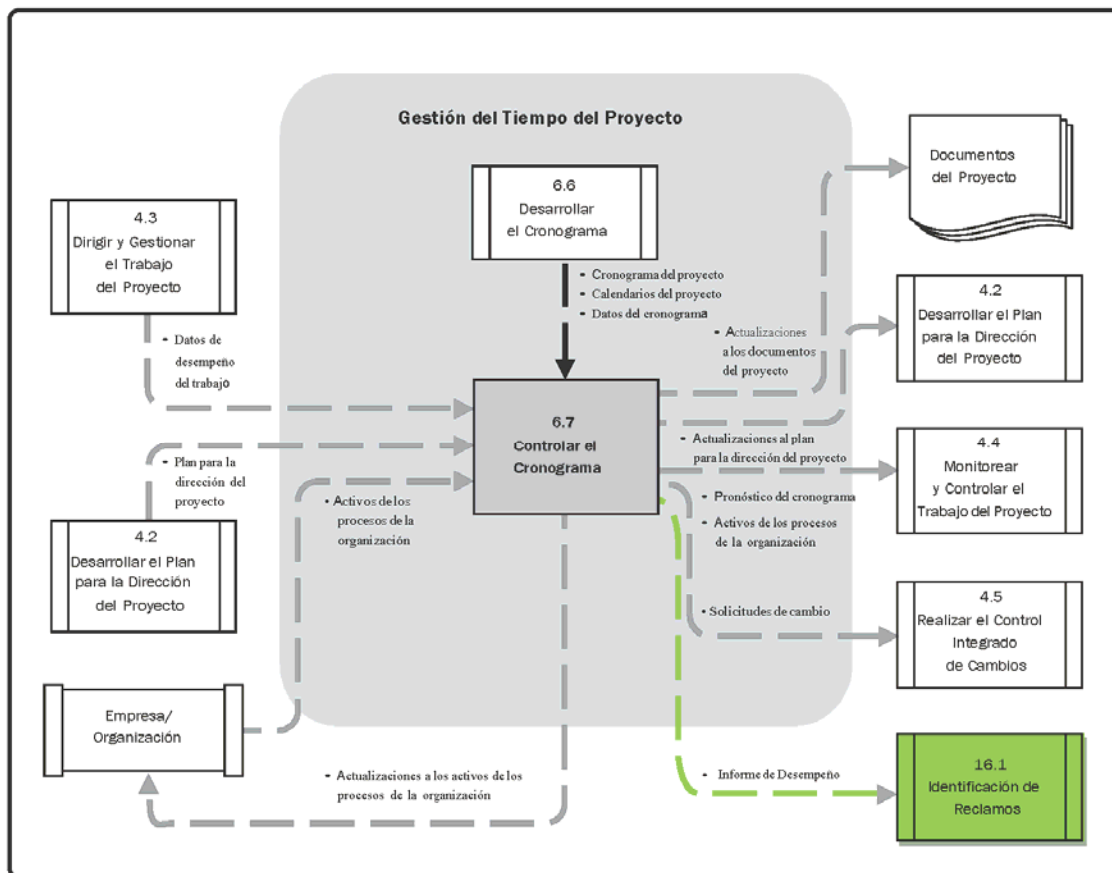 Gestión del Tiempo del Proyecto
6.6
Desarrollar
el Cronograma
• Cronograma del proyecto
• Calendarios del proyecto
• Datos del cronograma
4.3
Dirigir y Gestionar
el Trabajo
del Proyecto
• Datos de
desempeño
del trabajo
• Plan para la
dirección del
proyecto
4.2
Desarrollar el Plan
para la Dirección
del Proyecto
• Activos de los
procesos de la
organización
Empresa/
Organización
• Actualizaciones a los activos de los
procesos de la organización
6.7
Controlar el
Cronograma
• Actualizaciones
a los documentos
del proyecto
Documentos
del Proyecto
4.2
Desarrollar el Plan
para la Dirección
del Proyecto
• Actualizaciones al plan
para la dirección del proyecto
• Pronóstico del cronograma
• Activos de los procesos
de la organización
4.4
Monitorear
y Controlar el
Trabajo del Proyecto
• Solicitudes de cambio
4.5
Realizar el Control
Integrado
de Cambios
• Informe de Desempeño
16.1
Identificación de
Reclamos